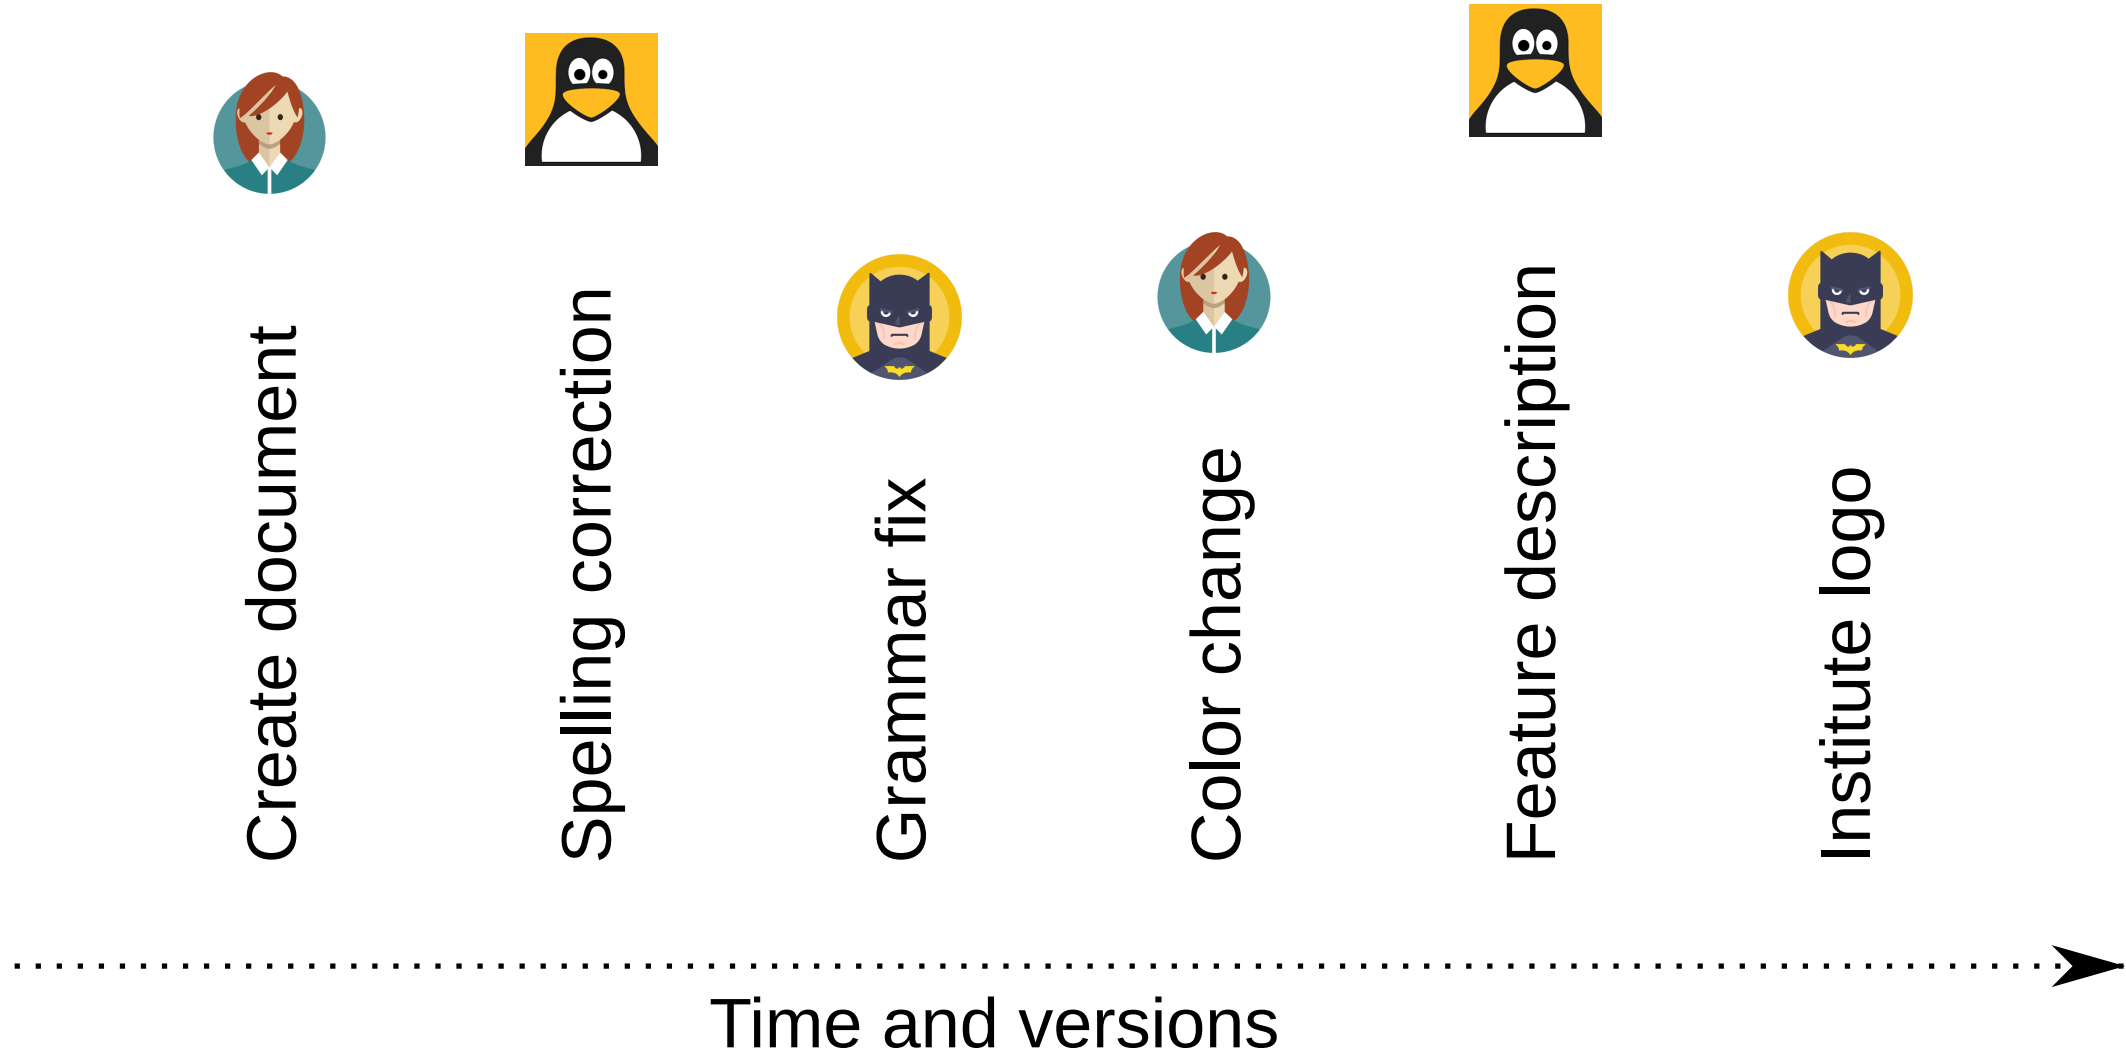 Create document
Spelling correction
Grammar fix
Color change
Feature description
Institute logo
Time and versions